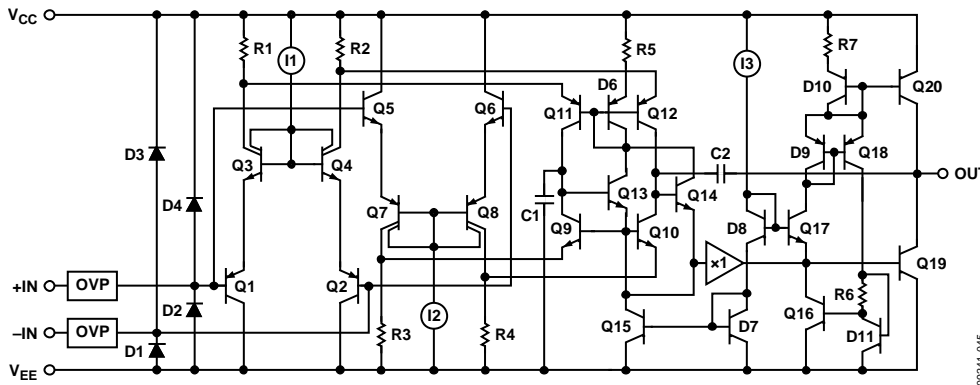 VCC
R1
I1
R2
R5
I3
R7
D6
D10
Q5
Q6
Q11
Q12
Q20
D3
Q3
Q4
D9
Q18
C2
OUT
D4
Q13
Q14
C1
Q7
Q8
Q9
Q10
D8
Q17
×1
+IN
OVP
Q1
Q2
Q19
D2
I2
R6
–IN
OVP
D1
R3
R4
Q15
D7
Q16
D11
VEE